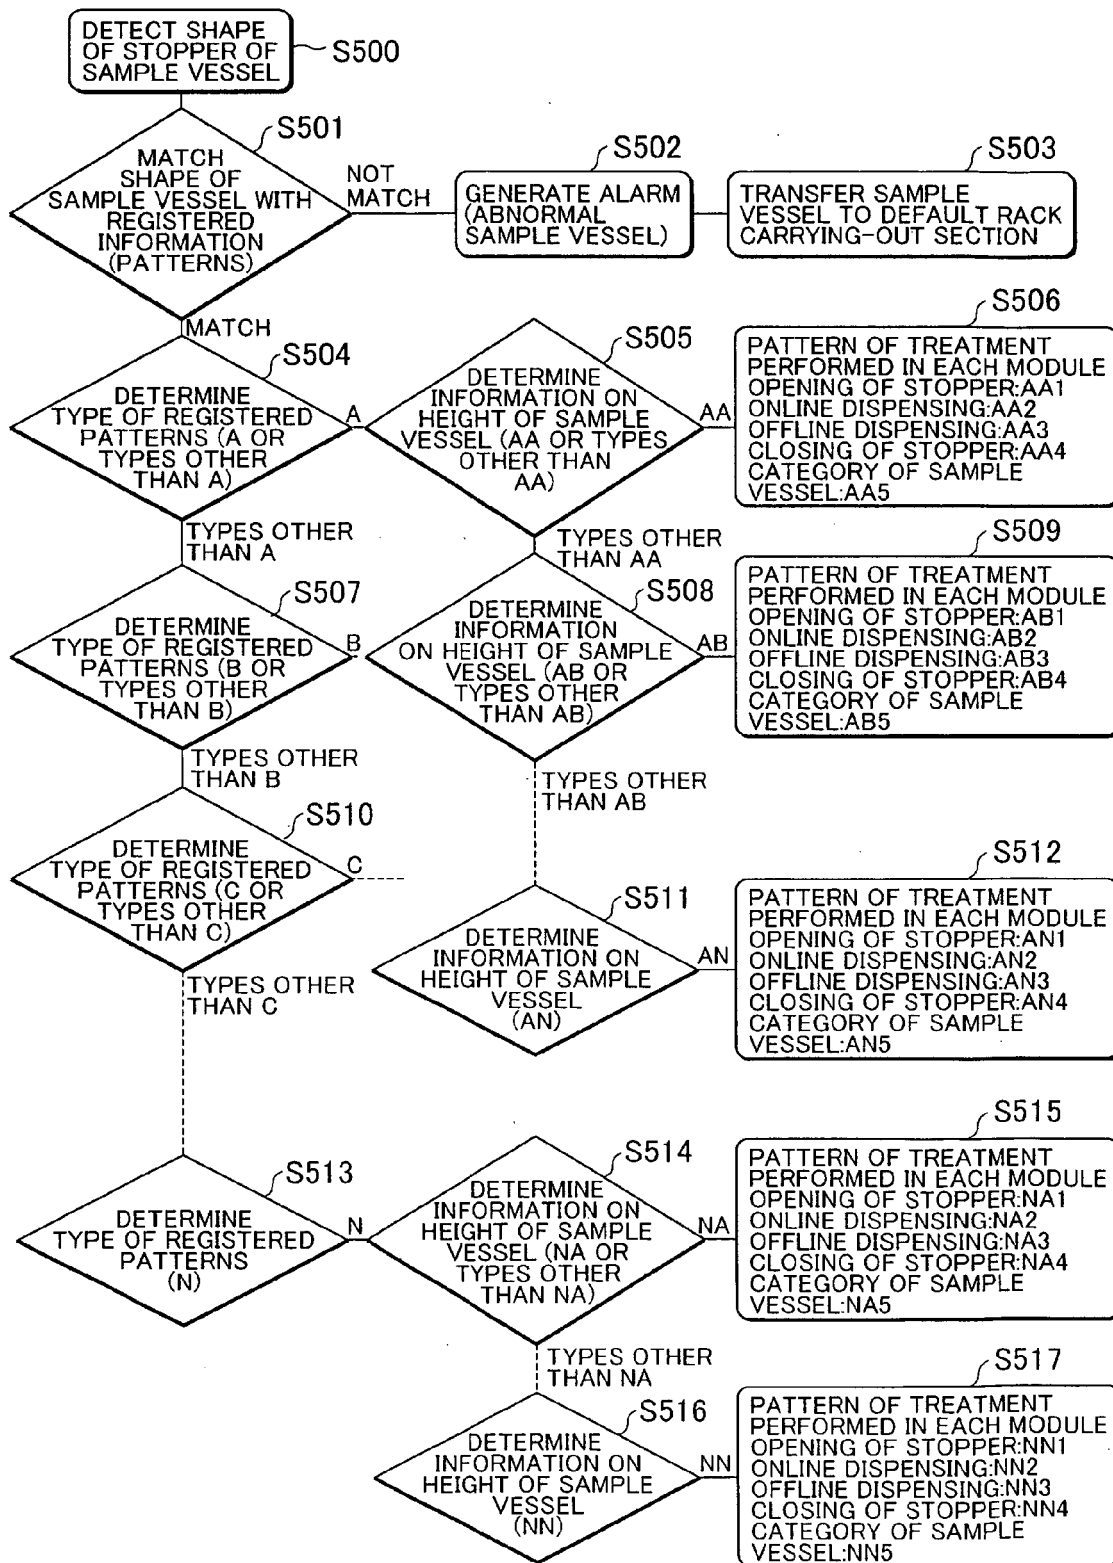 DETECT SHAPE
OF STOPPER OF
SAMPLE VESSEL
S500
S501
MATCH
SHAPE OF
SAMPLE VESSEL WITH
REGISTERED
INFORMATION
(PATTERNS)
NOT
MATCH
S502
GENERATE ALARM
(ABNORMAL
SAMPLE VESSEL)
S503
TRANSFER SAMPLE
VESSEL TO DEFAULT RACK
CARRYING-OUT SECTION
MATCH
S504
DETERMINE
TYPE OF REGISTERED
PATTERNS (A OR
TYPES OTHER
THAN A)
A
S505
DETERMINE
INFORMATION ON
HEIGHT OF SAMPLE
VESSEL (AA OR TYPES
OTHER THAN
AA)
AA
S506
PATTERN OF TREATMENT
PERFORMED IN EACH MODULE
OPENING OF STOPPER:AA1
ONLINE DISPENSING:AA2
OFFLINE DISPENSING:AA3
CLOSING OF STOPPER:AA4
CATEGORY OF SAMPLE
VESSEL:AA5
TYPES OTHER
THAN A
TYPES OTHER
THAN AA
S507
DETERMINE
TYPE OF REGISTERED
PATTERNS (B OR
TYPES OTHER
THAN B)
B
S508
DETERMINE
INFORMATION
ON HEIGHT OF SAMPLE
VESSEL (AB OR
TYPES OTHER
THAN AB)
AB
S509
PATTERN OF TREATMENT
PERFORMED IN EACH MODULE
OPENING OF STOPPER:AB1
ONLINE DISPENSING:AB2
OFFLINE DISPENSING:AB3
CLOSING OF STOPPER:AB4
CATEGORY OF SAMPLE
VESSEL:AB5
TYPES OTHER
THAN B
TYPES OTHER
THAN AB
S510
DETERMINE
TYPE OF REGISTERED
PATTERNS (C OR
TYPES OTHER
THAN C)
C
S511
DETERMINE
INFORMATION ON
HEIGHT OF SAMPLE
VESSEL
(AN)
AN
S512
PATTERN OF TREATMENT
PERFORMED IN EACH MODULE
OPENING OF STOPPER:AN1
ONLINE DISPENSING:AN2
OFFLINE DISPENSING:AN3
CLOSING OF STOPPER:AN4
CATEGORY OF SAMPLE
VESSEL:AN5
TYPES OTHER
THAN C
S513
DETERMINE
TYPE OF REGISTERED
PATTERNS
(N)
N
S514
DETERMINE
INFORMATION ON
HEIGHT OF SAMPLE
VESSEL (NA OR
TYPES OTHER
THAN NA)
NA
S515
PATTERN OF TREATMENT
PERFORMED IN EACH MODULE
OPENING OF STOPPER:NA1
ONLINE DISPENSING:NA2
OFFLINE DISPENSING:NA3
CLOSING OF STOPPER:NA4
CATEGORY OF SAMPLE
VESSEL:NA5
TYPES OTHER
THAN NA
S516
DETERMINE
INFORMATION ON
HEIGHT OF SAMPLE
VESSEL
(NN)
NN
S517
PATTERN OF TREATMENT
PERFORMED IN EACH MODULE
OPENING OF STOPPER:NN1
ONLINE DISPENSING:NN2
OFFLINE DISPENSING:NN3
CLOSING OF STOPPER:NN4
CATEGORY OF SAMPLE
VESSEL:NN5